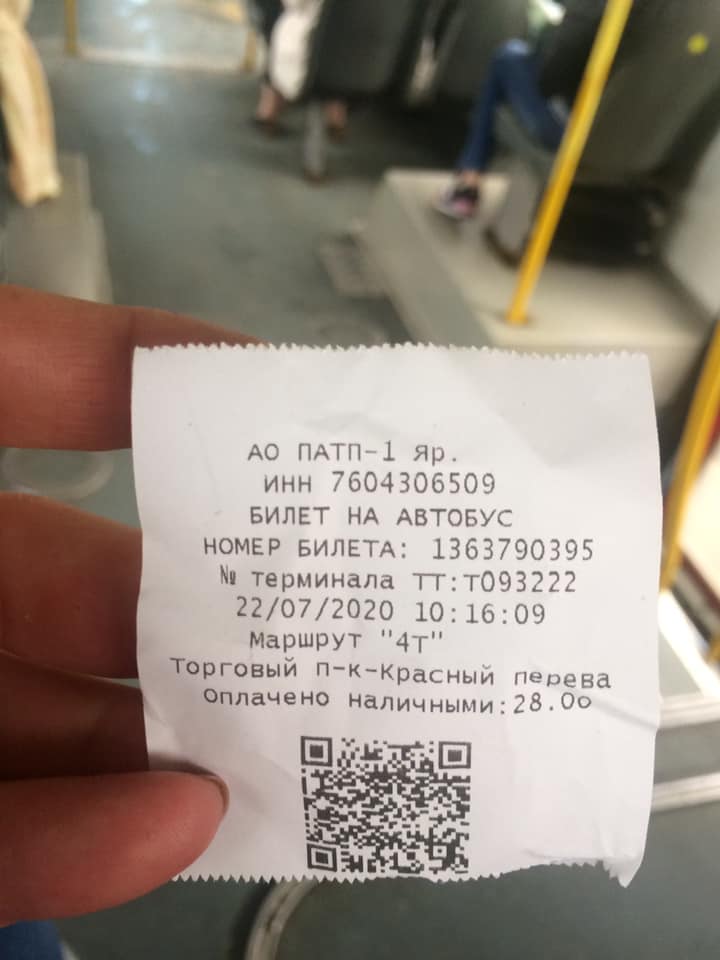 АО ПАТП-1 Яр.
ИНН 7604306509
БИЛЕТ НА АВТОБУС
НОМЕР БИЛЕТА: 1363790395
№ терминала ТТ:Т093222
22/07/2020 10:16:09
Маршрут "4т"
Торговый п-к-Красный перева
Оплачено наличными:28.00